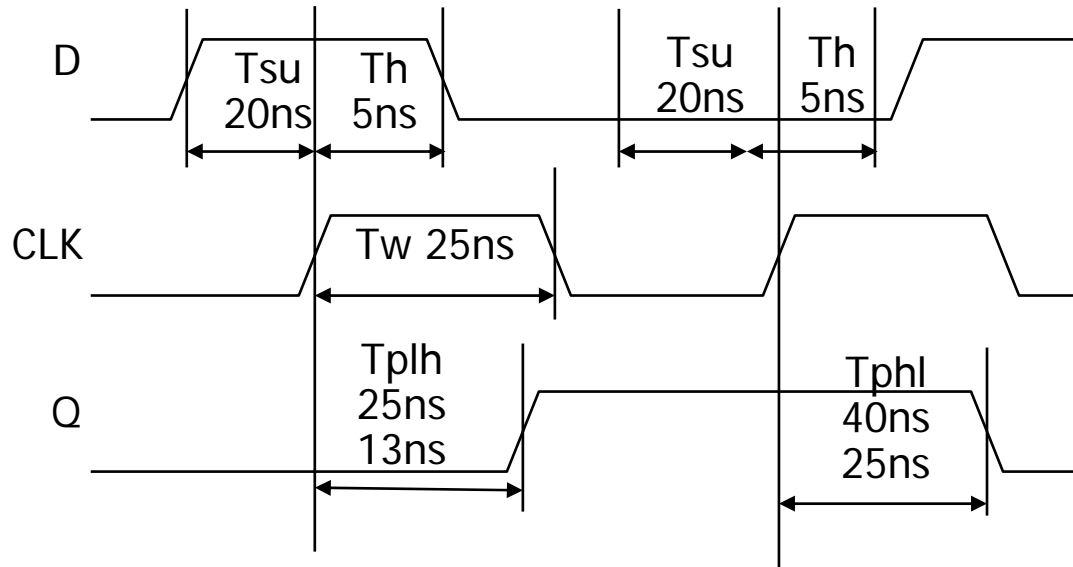 D
Tsu
20ns
Th
5ns
Tsu
20ns
Th
5ns
CLK
Tw 25ns
Q
Tplh
25ns
13ns
Tphl
40ns
25ns